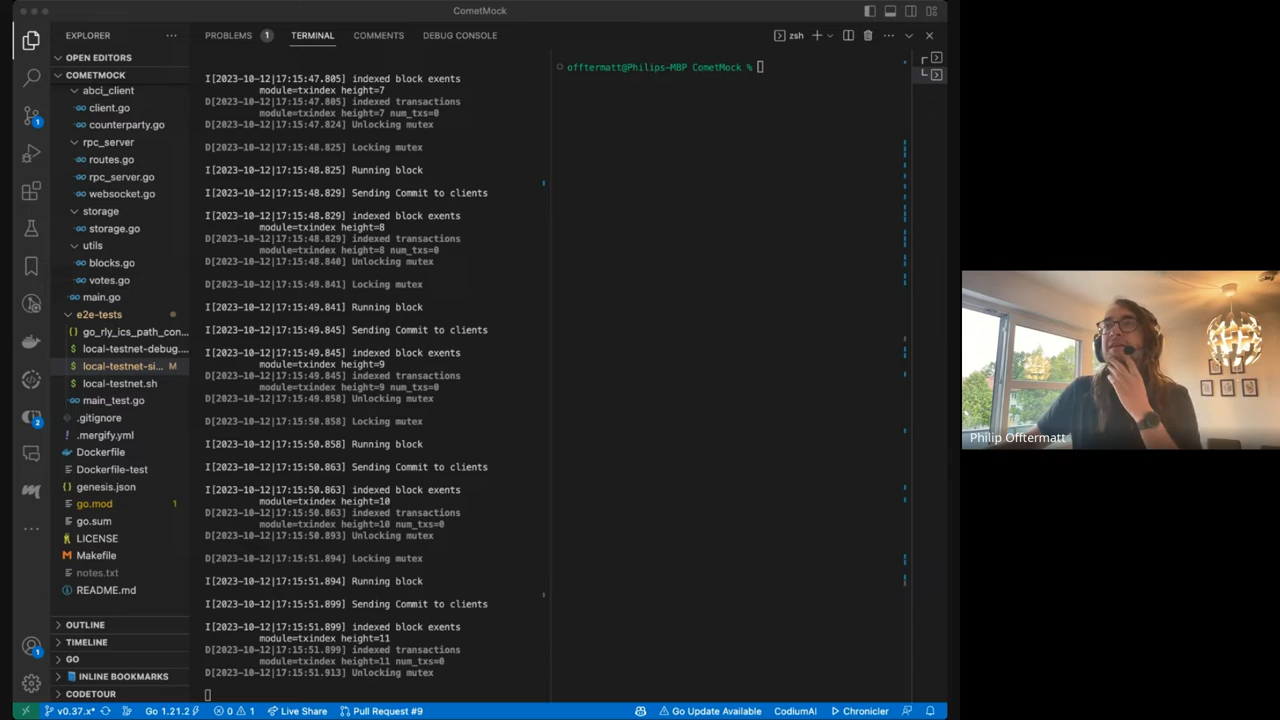 CometMock
EXPLORER
OPEN EDITORS
COMETMOCK
abci_client
client.go
counterparty.go
rpc_server
routes.go
rpc_server.go
websocket.go
storage
storage.go
utils
blocks.go
votes.go
main.go
e2e-tests
go_rly_ics_path_con...
local-testnet-debug....
local-testnet-si... M
local-testnet.sh
main_test.go
.gitignore
.mergify.yml
Dockerfile
Dockerfile-test
genesis.json
go.mod 1
go.sum
LICENSE
Makefile
notes.txt
README.md
OUTLINE
TIMELINE
GO
INLINE BOOKMARKS
CODETOUR
PROBLEMS 1 TERMINAL COMMENTS DEBUG CONSOLE
zsh
I[2023-10-12|17:15:47.805] indexed block exents
module=txindex height=7
D[2023-10-12|17:15:47.805] indexed transactions
module=txindex height=7 num_txs=0
D[2023-10-12|17:15:47.824] Unlocking mutex
D[2023-10-12|17:15:48.825] Locking mutex
I[2023-10-12|17:15:48.825] Running block
I[2023-10-12|17:15:48.829] Sending Commit to clients
I[2023-10-12|17:15:48.829] indexed block exents
module=txindex height=8
D[2023-10-12|17:15:48.829] indexed transactions
module=txindex height=8 num_txs=0
D[2023-10-12|17:15:48.840] Unlocking mutex
D[2023-10-12|17:15:49.841] Locking mutex
I[2023-10-12|17:15:49.841] Running block
I[2023-10-12|17:15:49.845] Sending Commit to clients
I[2023-10-12|17:15:49.845] indexed block exents
module=txindex height=9
D[2023-10-12|17:15:49.845] indexed transactions
module=txindex height=9 num_txs=0
D[2023-10-12|17:15:49.858] Unlocking mutex
D[2023-10-12|17:15:50.858] Locking mutex
I[2023-10-12|17:15:50.858] Running block
I[2023-10-12|17:15:50.863] Sending Commit to clients
I[2023-10-12|17:15:50.863] indexed block exents
module=txindex height=10
D[2023-10-12|17:15:50.863] indexed transactions
module=txindex height=10 num_txs=0
D[2023-10-12|17:15:50.893] Unlocking mutex
D[2023-10-12|17:15:51.894] Locking mutex
I[2023-10-12|17:15:51.894] Running block
I[2023-10-12|17:15:51.899] Sending Commit to clients
I[2023-10-12|17:15:51.899] indexed block exents
module=txindex height=11
D[2023-10-12|17:15:51.899] indexed transactions
module=txindex height=11 num_txs=0
D[2023-10-12|17:15:51.913] Unlocking mutex
offtermatt@Philips-MBP CometMock %
Philip Offtermatt
1
2
1
v0.37.x* Go 1.21.2 0 1 Live Share Pull Request #9 Go Update Available CodiumAI Chronicler